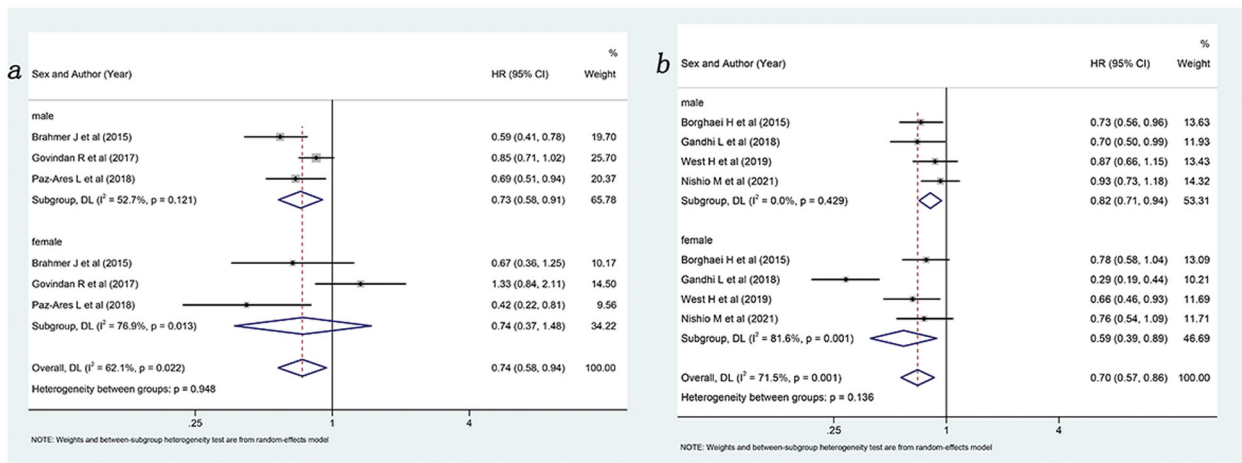 a
%
Sex and Author (Year) HR (95% CI) Weight
male
Brahmer J et al (2015) 0.59 (0.41, 0.78) 19.70
Govindan R et al (2017) 0.85 (0.71, 1.02) 25.70
Paz-Ares L et al (2018) 0.69 (0.51, 0.94) 20.37
Subgroup, DL (I² = 52.7%, p = 0.121) 0.73 (0.58, 0.91) 65.78
female
Brahmer J et al (2015) 0.67 (0.36, 1.25) 10.17
Govindan R et al (2017) 1.33 (0.84, 2.11) 14.50
Paz-Ares L et al (2018) 0.42 (0.22, 0.81) 9.56
Subgroup, DL (I² = 76.9%, p = 0.013) 0.74 (0.37, 1.48) 34.22
Overall, DL (I² = 62.1%, p = 0.022) 0.74 (0.58, 0.94) 100.00
Heterogeneity between groups: p = 0.948
.25 1 4
NOTE: Weights and between-subgroup heterogeneity test are from random-effects model
b
%
Sex and Author (Year) HR (95% CI) Weight
male
Borghaei H et al (2015) 0.73 (0.56, 0.96) 13.63
Gandhi L et al (2018) 0.70 (0.50, 0.99) 11.93
West H et al (2019) 0.87 (0.66, 1.15) 13.43
Nishio M et al (2021) 0.93 (0.73, 1.18) 14.32
Subgroup, DL (I² = 0.0%, p = 0.429) 0.82 (0.71, 0.94) 53.31
female
Borghaei H et al (2015) 0.78 (0.58, 1.04) 13.09
Gandhi L et al (2018) 0.29 (0.19, 0.44) 10.21
West H et al (2019) 0.66 (0.46, 0.93) 11.69
Nishio M et al (2021) 0.76 (0.54, 1.09) 11.71
Subgroup, DL (I² = 81.6%, p = 0.001) 0.59 (0.39, 0.89) 46.69
Overall, DL (I² = 71.5%, p = 0.001) 0.70 (0.57, 0.86) 100.00
Heterogeneity between groups: p = 0.136
.25 1 4
NOTE: Weights and between-subgroup heterogeneity test are from random-effects model